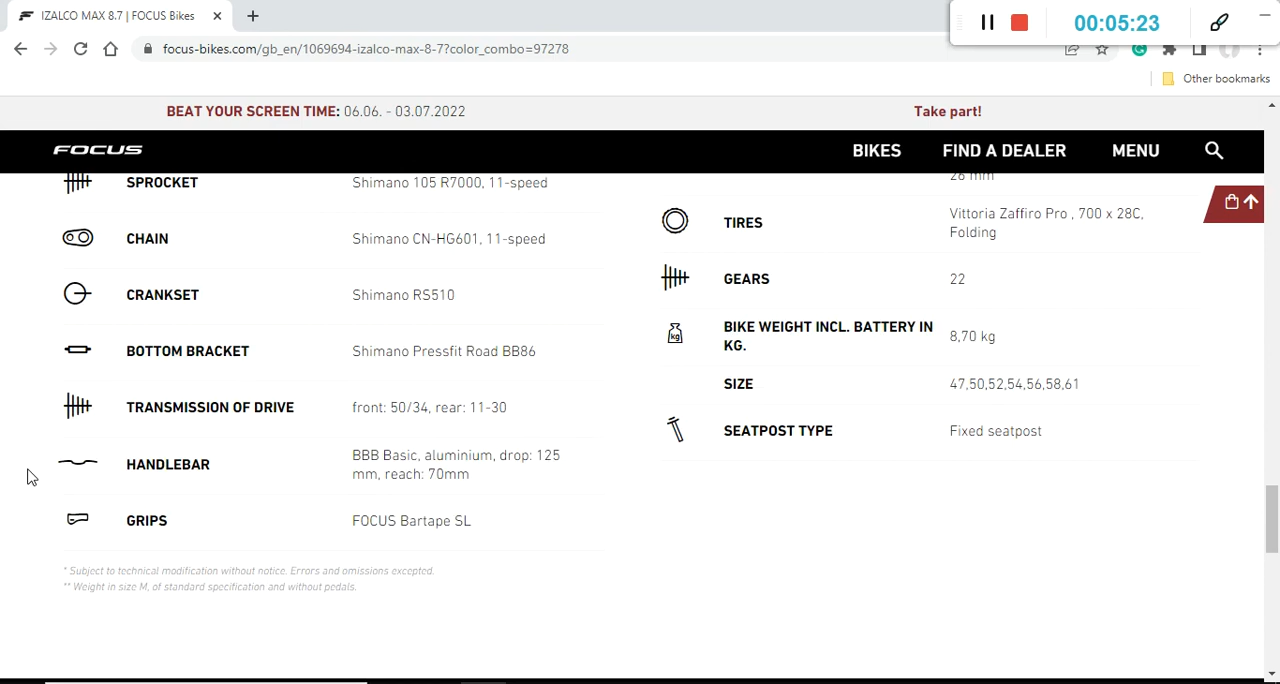 IZALCO MAX 8.7 | FOCUS Bikes
00:05:23
focus-bikes.com/gb_en/1069694-izalco-max-8-7?color_combo=97278
Other bookmarks
BEAT YOUR SCREEN TIME: 06.06. - 03.07.2022
Take part!
FOCUS
BIKES
FIND A DEALER
MENU
SPROCKET
Shimano 105 R7000, 11-speed
CHAIN
Shimano CN-HG601, 11-speed
CRANKSET
Shimano RS510
BOTTOM BRACKET
Shimano Pressfit Road BB86
TRANSMISSION OF DRIVE
front: 50/34, rear: 11-30
HANDLEBAR
BBB Basic, aluminium, drop: 125
mm, reach: 70mm
GRIPS
FOCUS Bartape SL
26 mm
TIRES
Vittoria Zaffiro Pro , 700 x 28C,
Folding
GEARS
22
BIKE WEIGHT INCL. BATTERY IN
KG.
kg
8,70 kg
SIZE
47,50,52,54,56,58,61
SEATPOST TYPE
Fixed seatpost
* Subject to technical modification without notice. Errors and omissions excepted.
** Weight in size M, of standard specification and without pedals.